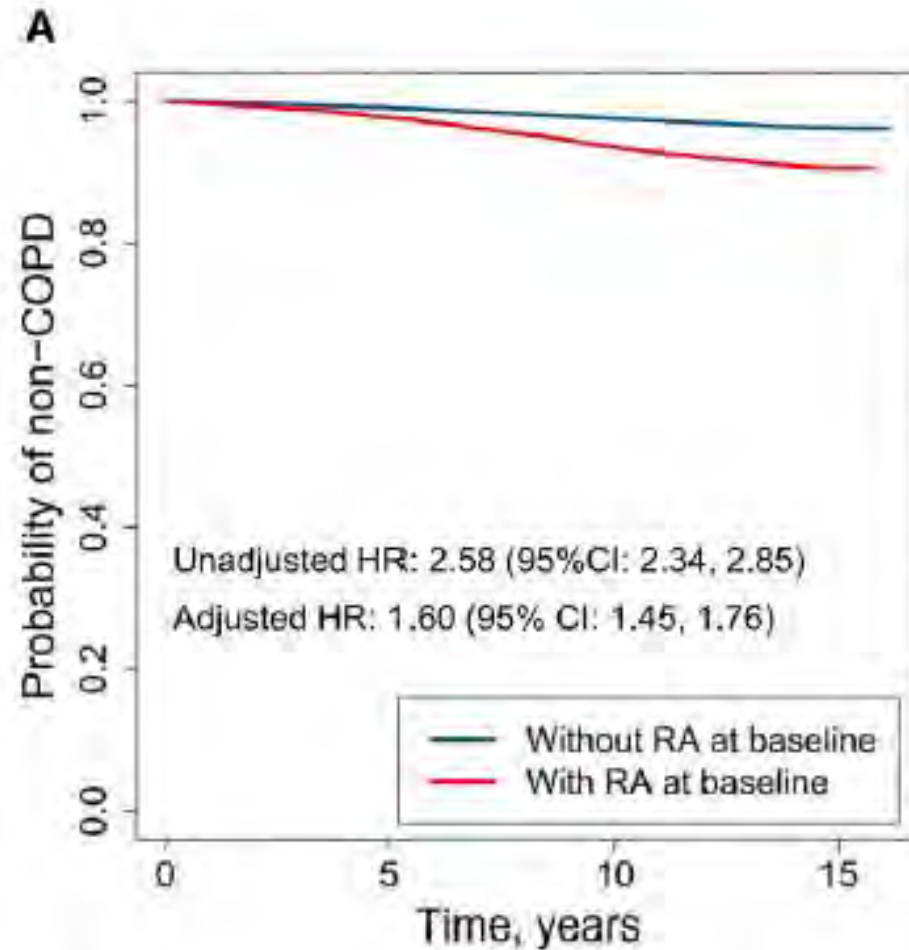 A
Probability of non-COPD
1.0
0.8
0.6
0.4
0.2
0.0
Unadjusted HR: 2.58 (95%CI: 2.34, 2.85)
Adjusted HR: 1.60 (95% CI: 1.45, 1.76)
Without RA at baseline
With RA at baseline
0 5 10 15
Time, years